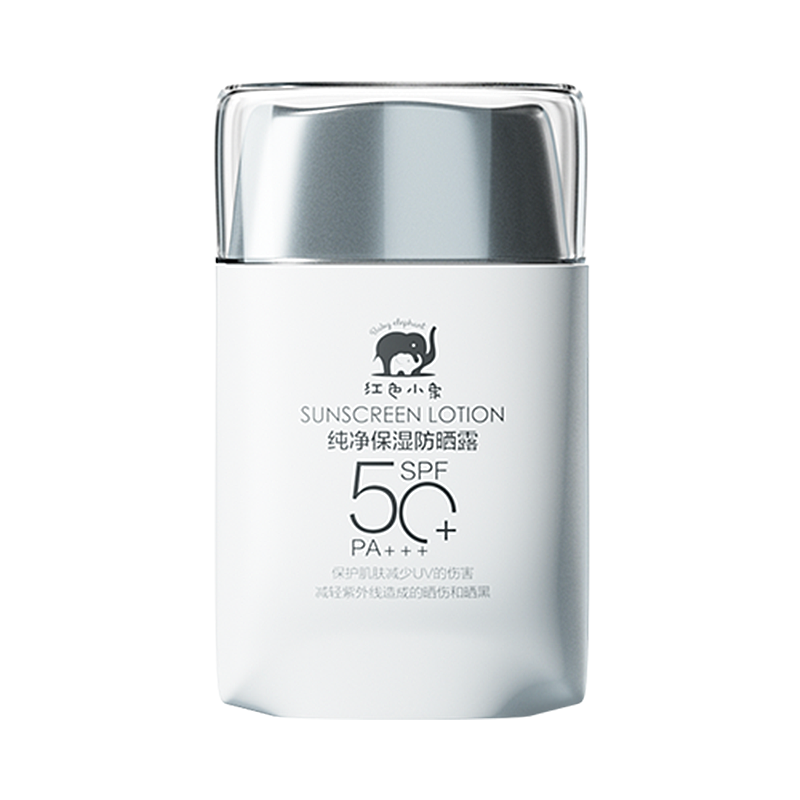 Baby elephant
红色小象
SUNSCREEN LOTION
纯净保湿防晒露
SPF
50+
PA+++
保护肌肤减少UV的伤害
减轻紫外线造成的晒伤和晒黑